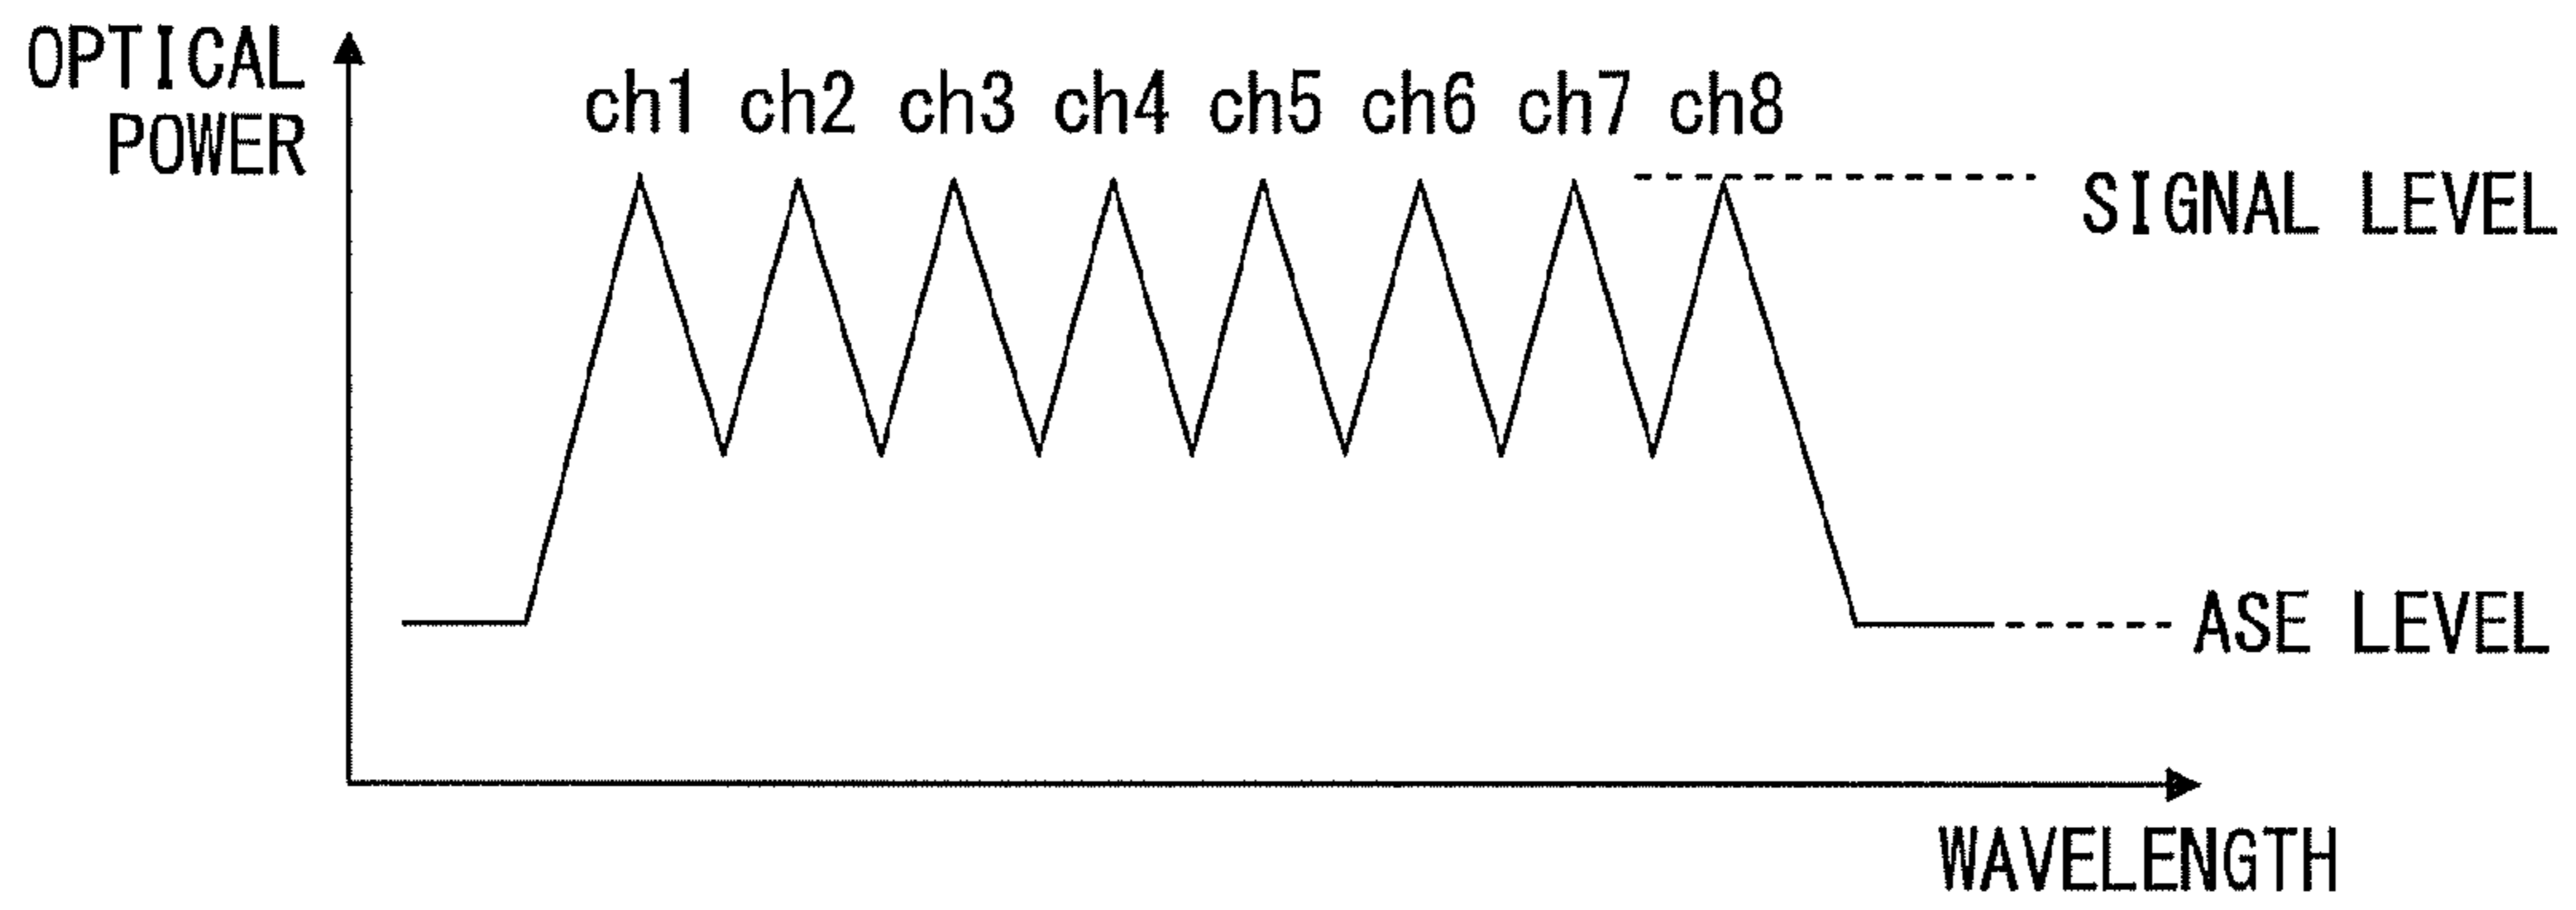 OPTICAL
POWER
ch1 ch2 ch3 ch4 ch5 ch6 ch7 ch8
SIGNAL LEVEL
ASE LEVEL
WAVELENGTH